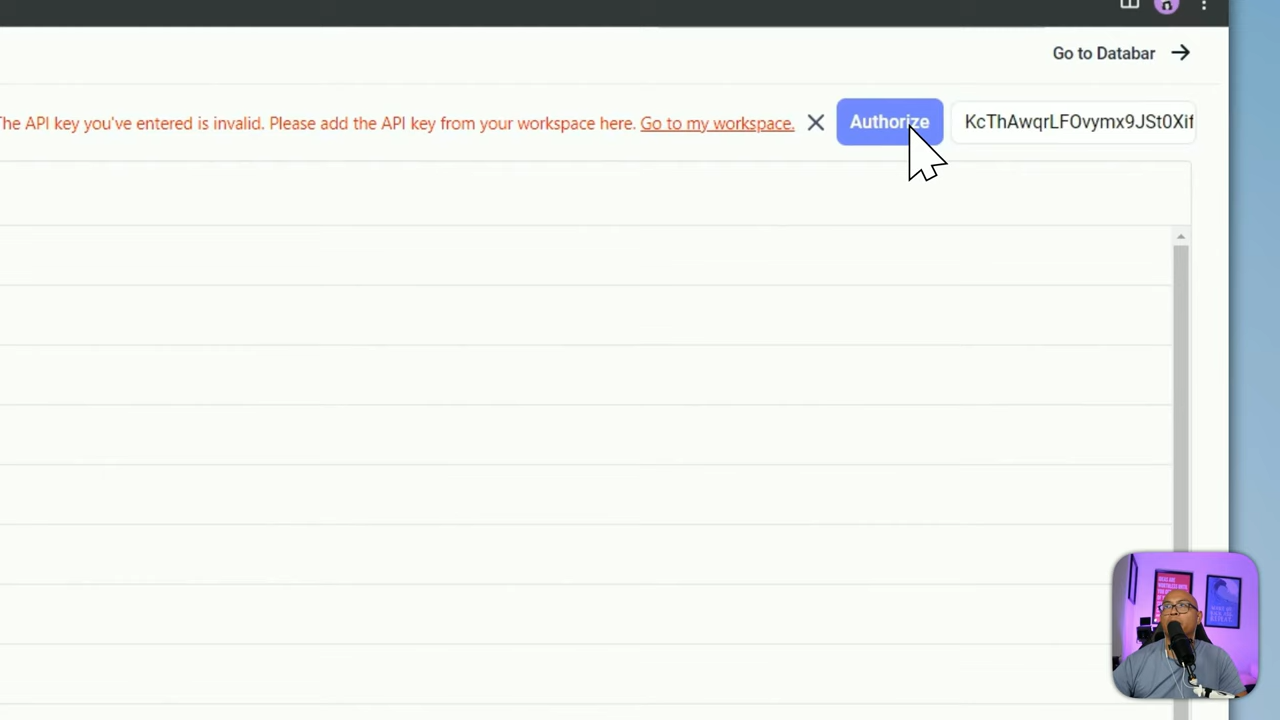 Go to Databar
The API key you've entered is invalid. Please add the API key from your workspace here. Go to my workspace.
Authorize
KcThAwqrLFOvymx9JSt0Xif